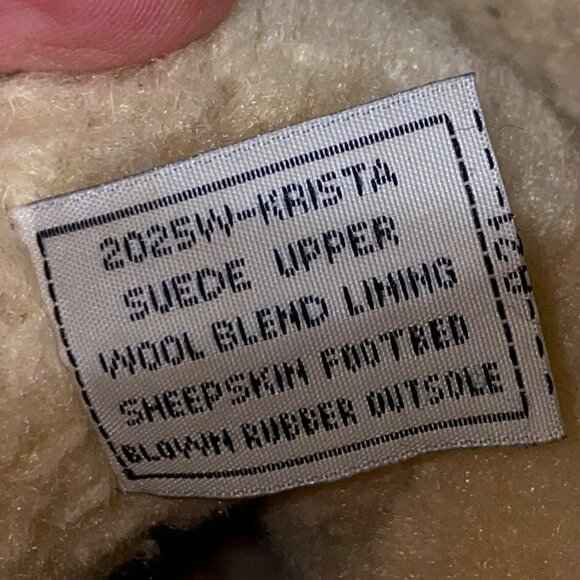 2025W-KRISTA
SUEDE UPPER
WOOL BLEND LINING
SHEEPSKIN FOOTBED
BLOWN RUBBER OUTSOLE